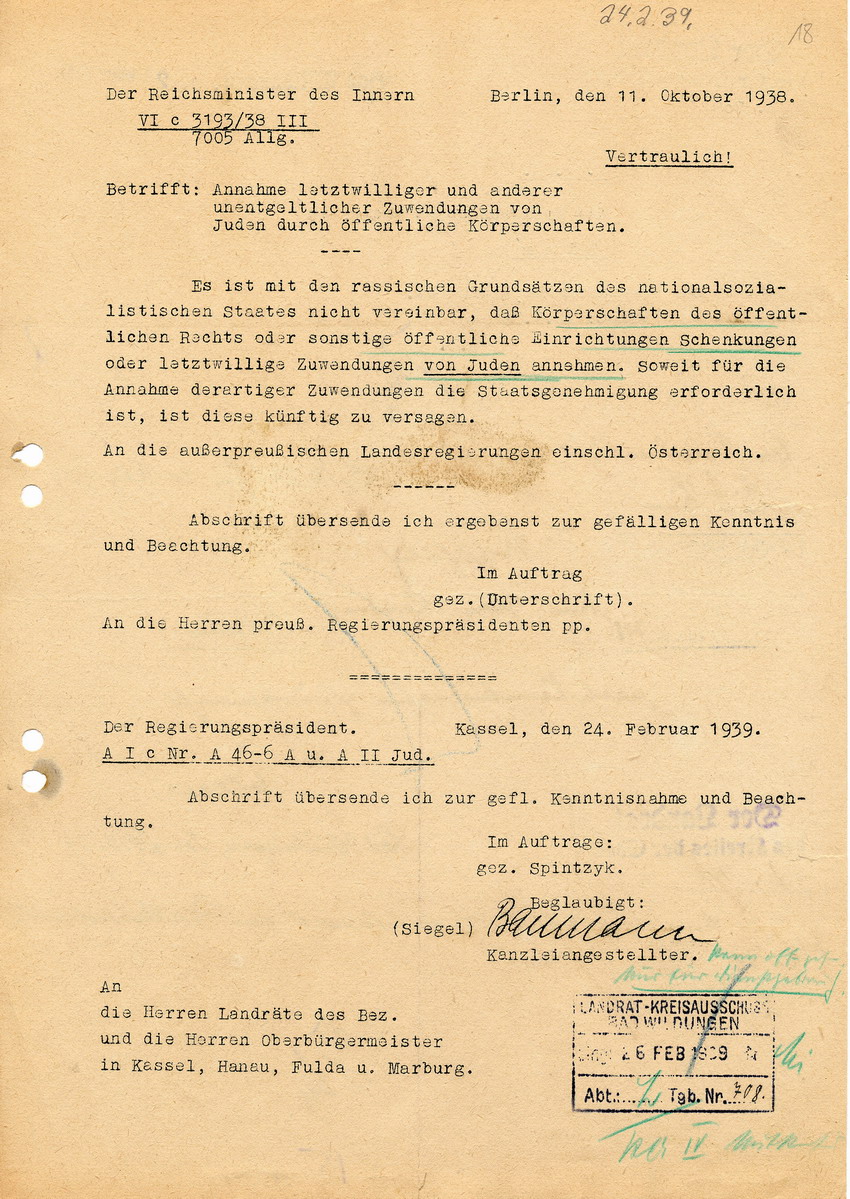 24.2.39.
18
Der Reichsminister des Innern
Berlin, den 11. Oktober 1938.
VI c 3193/38 III
7005 Allg.
Vertraulich!
Betrifft: Annahme letztwilliger und anderer
unentgeltlicher Zuwendungen von
Juden durch öffentliche Körperschaften.
----
Es ist mit den rassischen Grundsätzen des nationalsozia-
listischen Staates nicht vereinbar, daß Körperschaften des öffent-
lichen Rechts oder sonstige öffentliche Einrichtungen Schenkungen
oder letztwillige Zuwendungen von Juden annehmen. Soweit für die
Annahme derartiger Zuwendungen die Staatsgenehmigung erforderlich
ist, ist diese künftig zu versagen.
An die außerpreußischen Landesregierungen einschl. Österreich.
------
Abschrift übersende ich ergebenst zur gefälligen Kenntnis
und Beachtung.
Im Auftrag
gez.(Unterschrift).
An die Herren preuß. Regierungspräsidenten pp.
==============
Der Regierungspräsident.
Kassel, den 24. Februar 1939.
A I c Nr. A 46-6 A u. A II Jud.
Abschrift übersende ich zur gefl. Kenntnisnahme und Beach-
tung.
Im Auftrage:
gez. Spintzyk.
Beglaubigt:
(Siegel) Baumann
Kanzleiangestellter.
An
die Herren Landräte des Bez.
und die Herren Oberbürgermeister
in Kassel, Hanau, Fulda u. Marburg.
LANDRAT-KREISAUSSCHUSS
BAD WILDUNGEN
26 FEB 1939
Abt.: Tgb. Nr. 708.